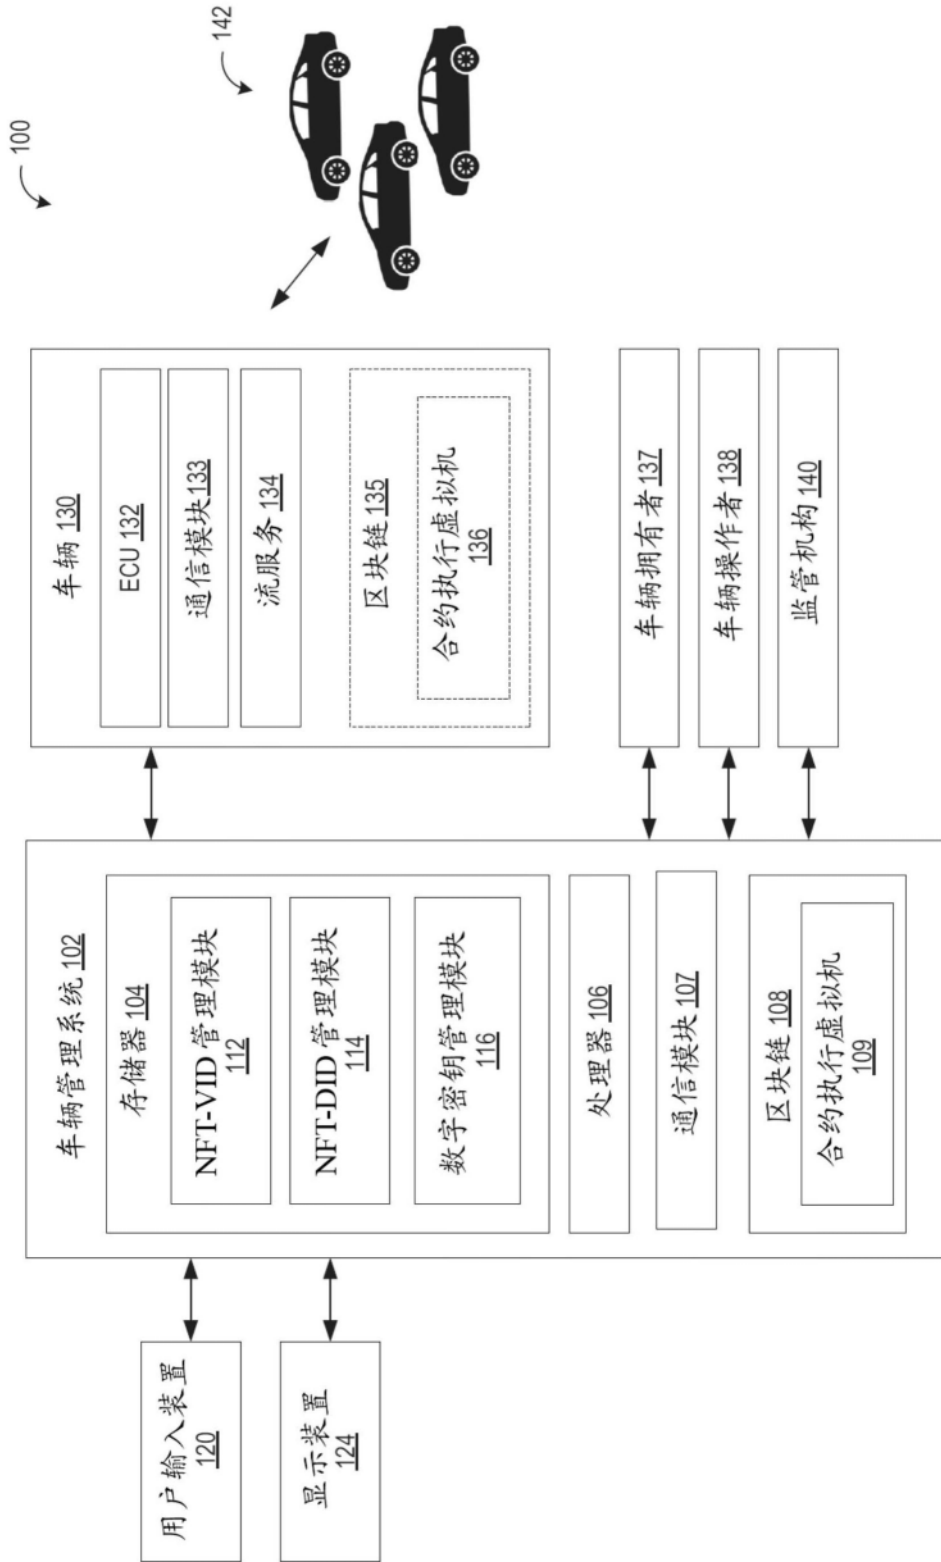 100
142
用户输入装置
120
显示装置
124
车辆管理系统 102
存储器 104
NFT-VID 管理模块
112
NFT-DID 管理模块
114
数字密钥管理模块
116
处理器 106
通信模块 107
区块链 108
合约执行虚拟机
109
车辆 130
ECU 132
通信模块 133
流服务 134
区块链 135
合约执行虚拟机
136
车辆拥有者 137
车辆操作者 138
监管机构 140